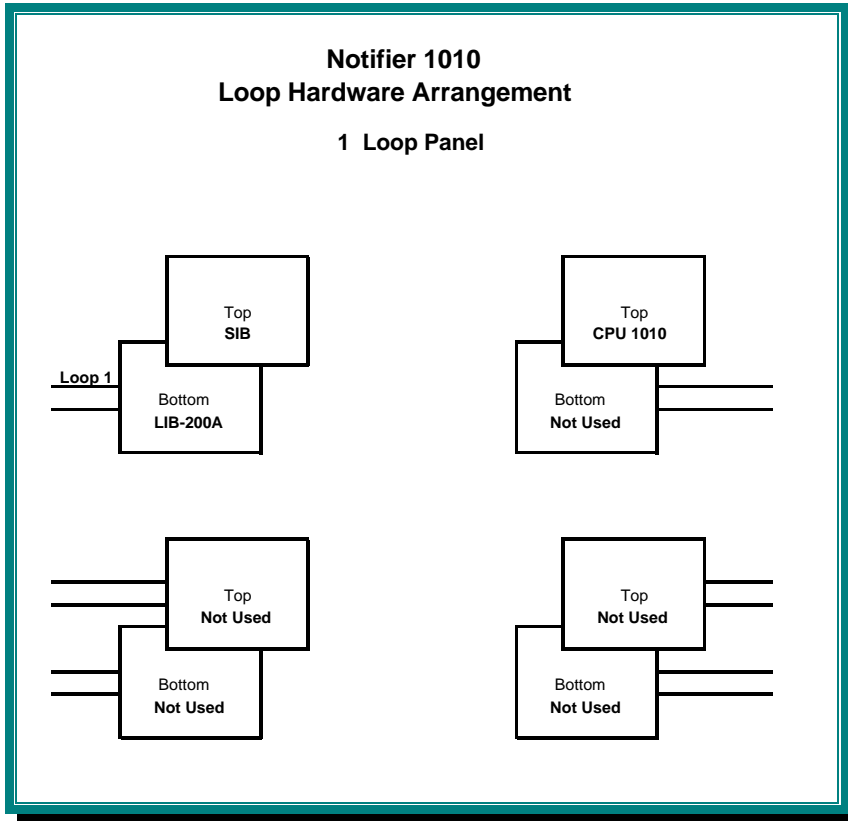 Notifier 1010
Loop Hardware Arrangement
1 Loop Panel
Top
SIB
Loop 1
Bottom
LIB-200A
Top
CPU 1010
Bottom
Not Used
Top
Not Used
Bottom
Not Used
Top
Not Used
Bottom
Not Used